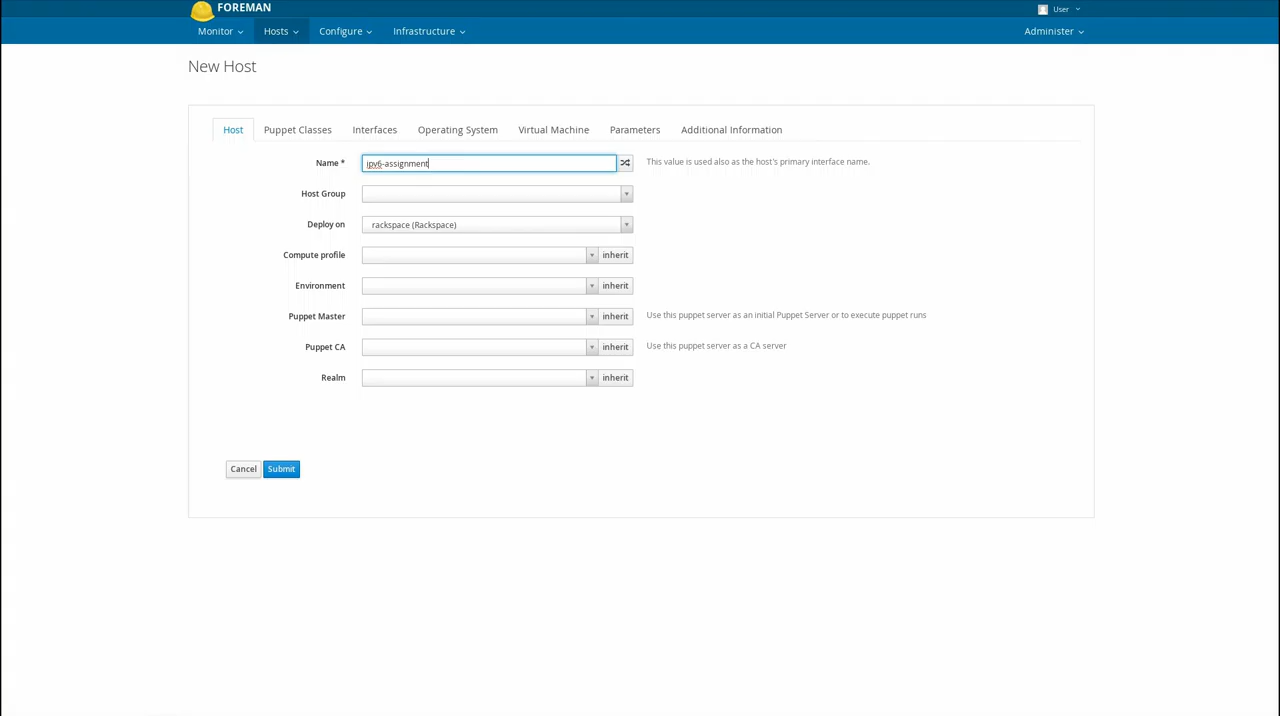 FOREMAN
User
Monitor Hosts Configure Infrastructure Administer
New Host
Host Puppet Classes Interfaces Operating System Virtual Machine Parameters Additional Information
Name * ipv6-assignment This value is used also as the host's primary interface name.
Host Group
Deploy on rackspace (Rackspace)
Compute profile inherit
Environment inherit
Puppet Master inherit Use this puppet server as an initial Puppet Server or to execute puppet runs
Puppet CA inherit Use this puppet server as a CA server
Realm inherit
Cancel Submit